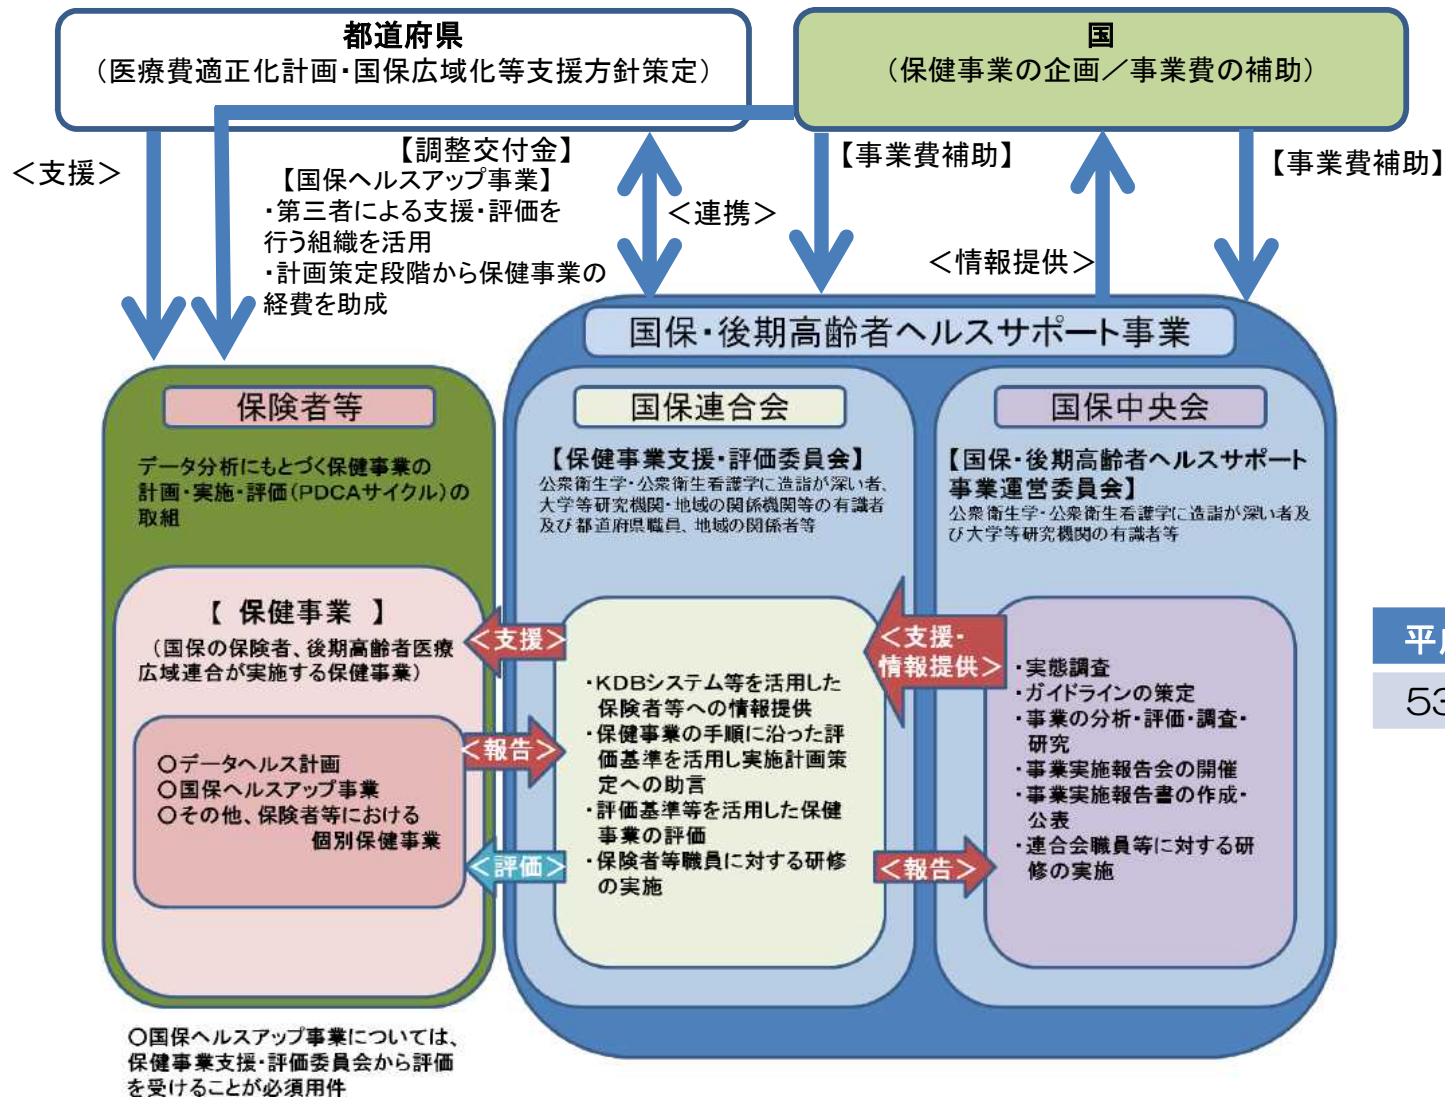 都道府県
（医療費適正化計画・国保広域化等支援方針策定）
国
（保健事業の企画／事業費の補助）
＜支援＞
【調整交付金】
【国保ヘルスアップ事業】
・第三者による支援・評価を
行う組織を活用
・計画策定段階から保健事業の
経費を助成
＜連携＞
【事業費補助】
＜情報提供＞
【事業費補助】
国保・後期高齢者ヘルスサポート事業
保険者等
データ分析にもとづく保健事業の
計画・実施・評価（PDCAサイクル）の
取組
【 保健事業 】
（国保の保険者、後期高齢者医療
広域連合が実施する保健事業）
○データヘルス計画
○国保ヘルスアップ事業
○その他、保険者等における
個別保健事業
＜支援＞
＜報告＞
＜評価＞
国保連合会
【保健事業支援・評価委員会】
公衆衛生学・公衆衛生看護学に造詣が深い者、
大学等研究機関・地域の関係機関等の有識者
及び都道府県職員、地域の関係者等
・KDBシステム等を活用した
保険者等への情報提供
・保健事業の手順に沿った評
価基準を活用し実施計画策
定への助言
・評価基準等を活用した保健
事業の評価
・保険者等職員に対する研修
の実施
＜支援・
情報提供＞
＜報告＞
国保中央会
【国保・後期高齢者ヘルスサポート
事業運営委員会】
公衆衛生学・公衆衛生看護学に造詣が深い者及
び大学等研究機関の有識者等
・実態調査
・ガイドラインの策定
・事業の分析・評価・調査・
研究
・事業実施報告会の開催
・事業実施報告書の作成・
公表
・連合会職員等に対する研
修の実施
○国保ヘルスアップ事業については、
保健事業支援・評価委員会から評価
を受けることが必須用件
平
53